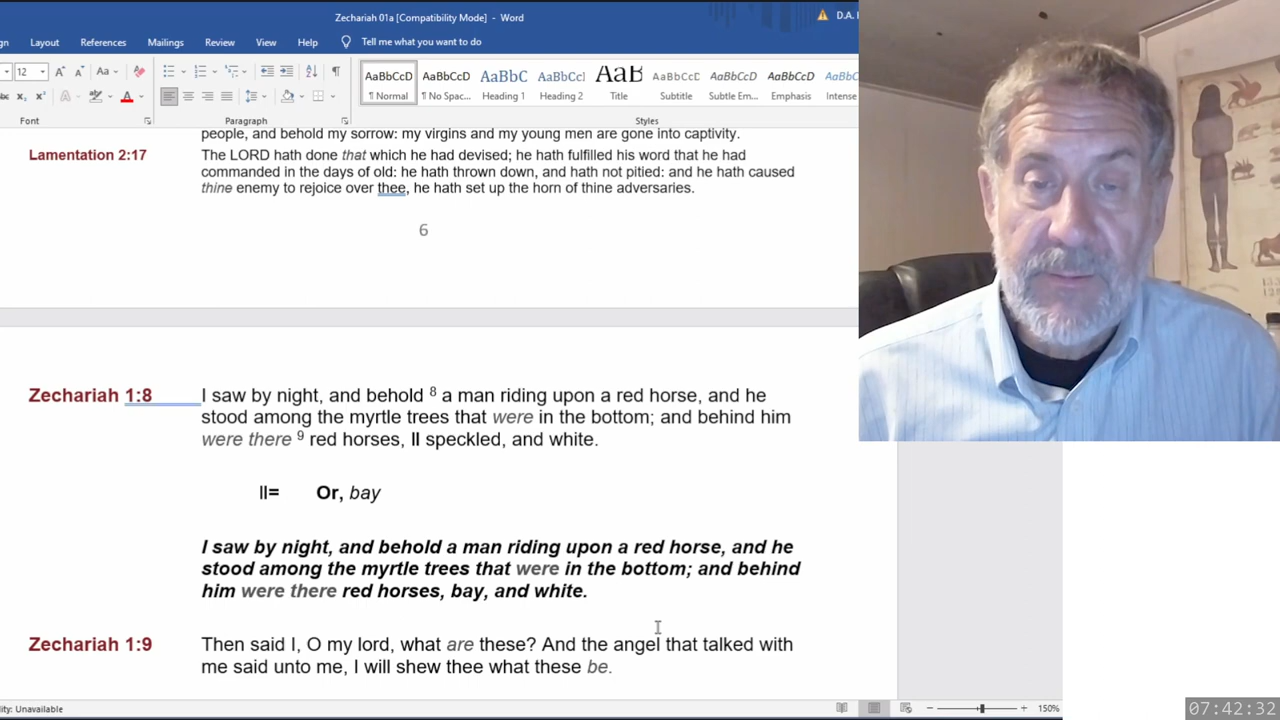 Zechariah 01a [Compatibility Mode] - Word
D.A.
gn Layout References Mailings Review View Help Tell me what you want to do
12 Aa
AaBbCcD AaBbCcD AaBbC AaBbCcl AaB AaBbCcD AaBbCcD AaBbCcD AaBbCc
¶ Normal ¶ No Spac... Heading 1 Heading 2 Title Subtitle Subtle Em... Emphasis Intense
Font Paragraph Styles
people, and behold my sorrow: my virgins and my young men are gone into captivity.
Lamentation 2:17 The LORD hath done that which he had devised; he hath fulfilled his word that he had
commanded in the days of old: he hath thrown down, and hath not pitied: and he hath caused
thine enemy to rejoice over thee, he hath set up the horn of thine adversaries.
6
Zechariah 1:8 I saw by night, and behold 8 a man riding upon a red horse, and he
stood among the myrtle trees that were in the bottom; and behind him
were there 9 red horses, II speckled, and white.
II= Or, bay
I saw by night, and behold a man riding upon a red horse, and he
stood among the myrtle trees that were in the bottom; and behind
him were there red horses, bay, and white.
Zechariah 1:9 Then said I, O my lord, what are these? And the angel that talked with
me said unto me, I will shew thee what these be.
lity: Unavailable
150%
07:42:32